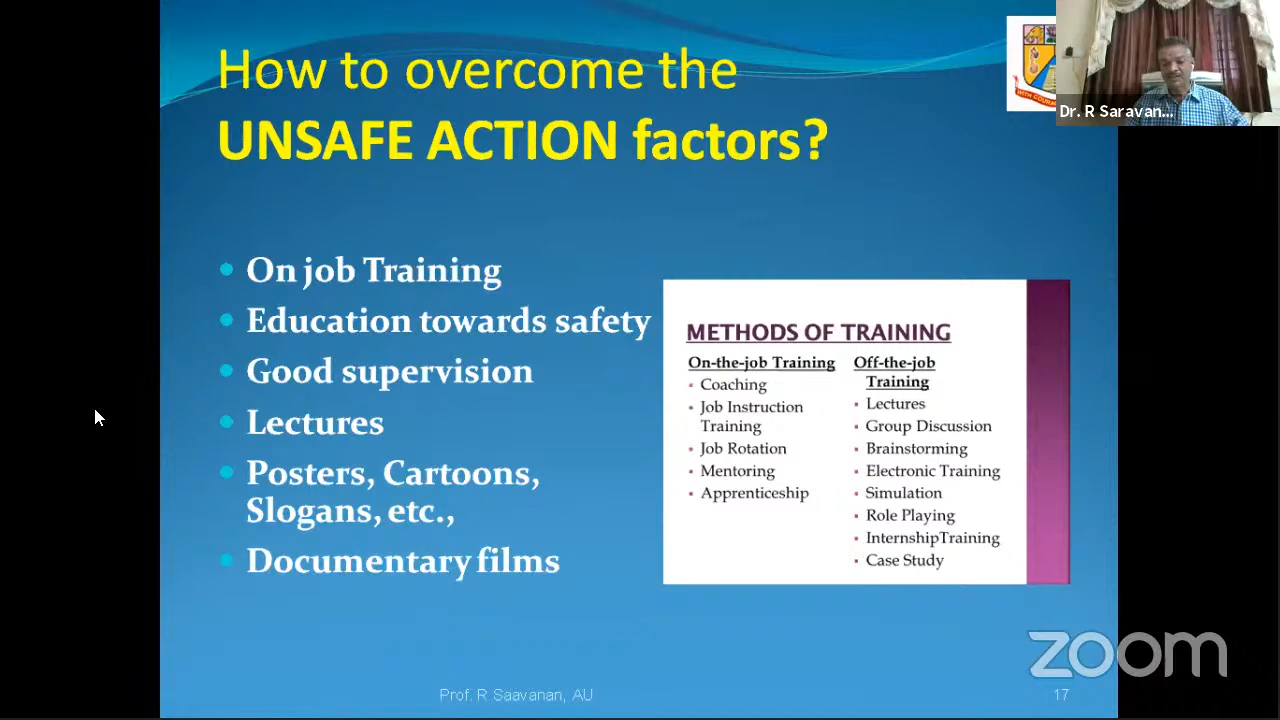 How to overcome the
UNSAFE ACTION factors?
Dr. R Saravan...
On job Training
Education towards safety
Good supervision
Lectures
Posters, Cartoons,
Slogans, etc.,
Documentary films
METHODS OF TRAINING
On-the-job Training
Coaching
Job Instruction
Training
Job Rotation
Mentoring
Apprenticeship
Off-the-job
Training
Lectures
Group Discussion
Brainstorming
Electronic Training
Simulation
Role Playing
InternshipTraining
Case Study
zoom
Prof. R Saavanan, AU
17